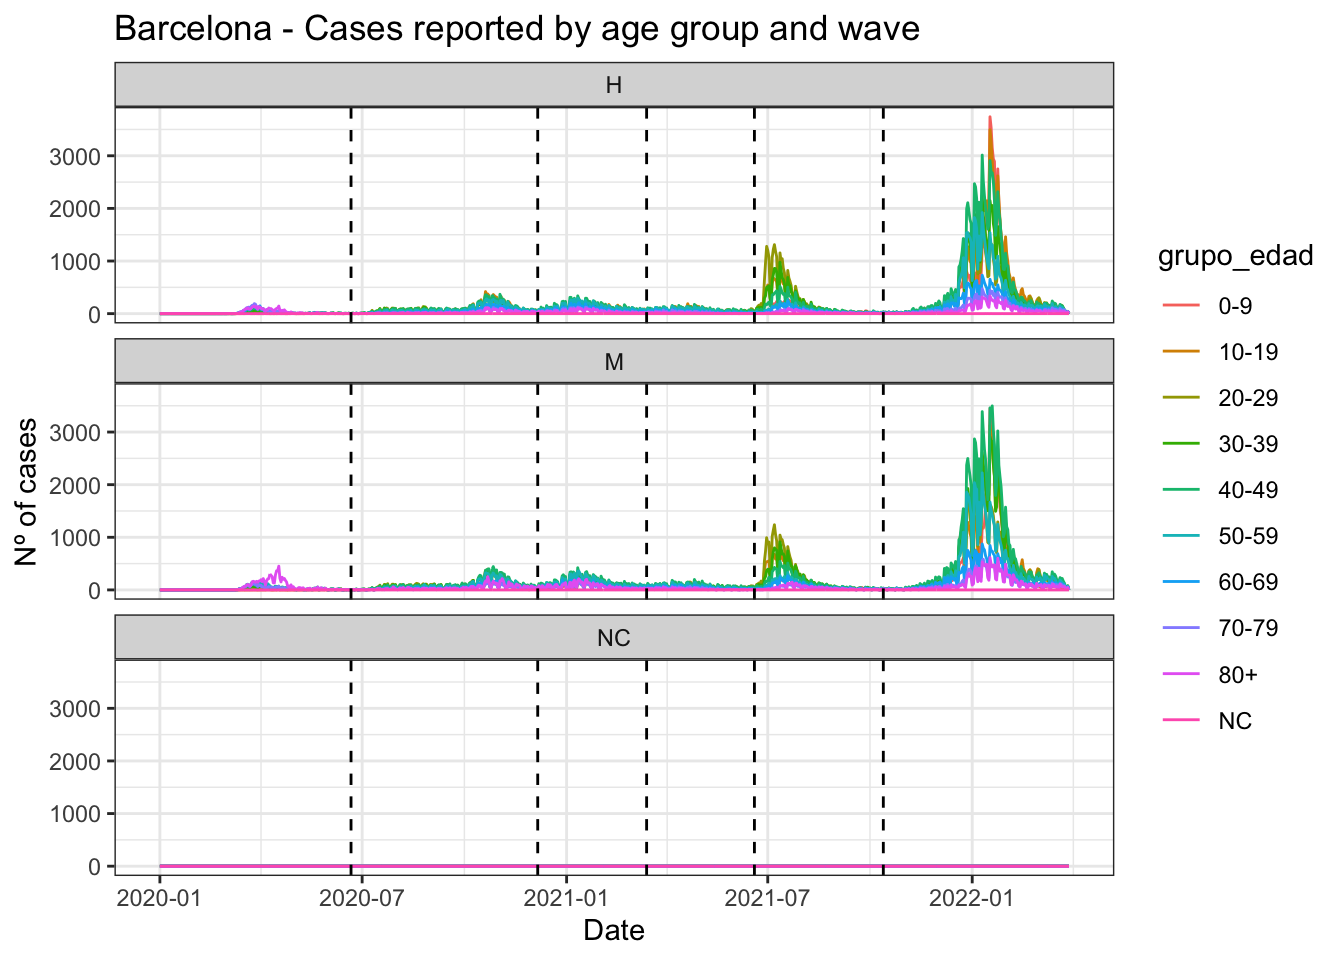 Barcelona - Cases reported by age group and wave
H
3000
2000
1000
0
M
3000
2000
1000
0
NC
3000
2000
1000
0
2020-01 2020-07 2021-01 2021-07 2022-01
Date
Nº of cases
grupo_edad
0-9
10-19
20-29
30-39
40-49
50-59
60-69
70-79
80+
NC